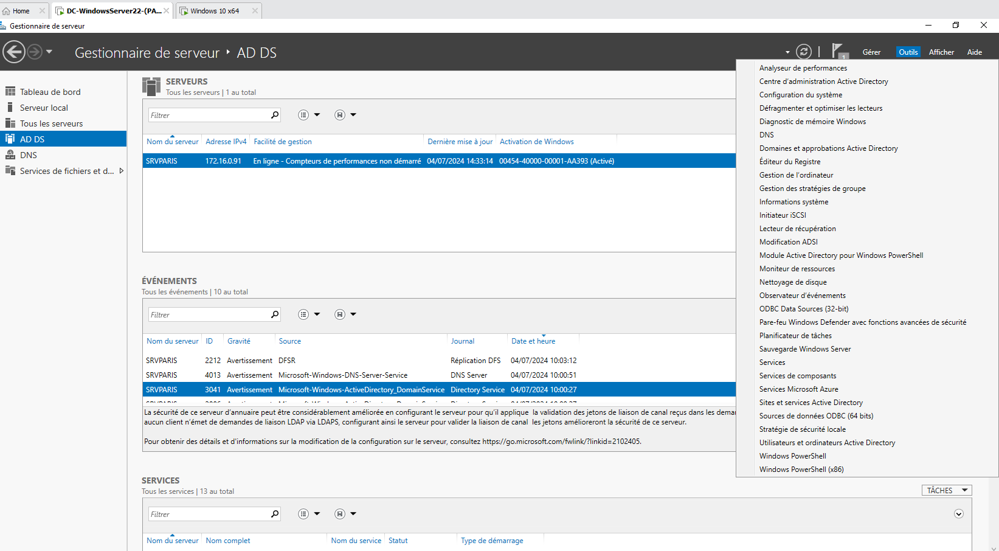 Home
DC-WindowsServer22-(PA...
Windows 10 x64
Gestionnaire de serveur
Gestionnaire de serveur ‣ AD DS
1
Gérer
Outils
Afficher
Aide
Tableau de bord
Serveur local
Tous les serveurs
AD DS
DNS
Services de fichiers et d...
SERVEURS
Tous les serveurs | 1 au total
Filtrer
Nom du serveur Adresse IPv4 Facilité de gestion Dernière mise à jour Activation de Windows
SRVPARIS 172.16.0.91 En ligne - Compteurs de performances non démarré 04/07/2024 14:33:14 00454-40000-00001-AA393 (Activé)
ÉVÉNEMENTS
Tous les événements | 10 au total
Filtrer
Nom du serveur ID Gravité Source Journal Date et heure
SRVPARIS 2212 Avertissement DFSR Réplication DFS 04/07/2024 10:03:12
SRVPARIS 4013 Avertissement Microsoft-Windows-DNS-Server-Service DNS Server 04/07/2024 10:00:51
SRVPARIS 3041 Avertissement Microsoft-Windows-ActiveDirectory_DomainService Directory Service 04/07/2024 10:00:27
La sécurité de ce serveur d'annuaire peut être considérablement améliorée en configurant le serveur pour qu'il applique la validation des jetons de liaison de canal reçus dans les dema
aucun client n'émet de demandes de liaison LDAP via LDAPS, configurant ainsi le serveur pour valider la liaison de canal les jetons amélioreront la sécurité de ce serveur.
Pour obtenir des détails et d'informations sur la modification de la configuration sur le serveur, consultez https://go.microsoft.com/fwlink/?linkid=2102405.
SERVICES
Tous les services | 13 au total
TÂCHES
Filtrer
Nom du serveur Nom complet Nom du service Statut Type de démarrage
Analyseur de performances
Centre d'administration Active Directory
Configuration du système
Défragmenter et optimiser les lecteurs
Diagnostic de mémoire Windows
DNS
Domaines et approbations Active Directory
Éditeur du Registre
Gestion de l'ordinateur
Gestion des stratégies de groupe
Informations système
Initiateur iSCSI
Lecteur de récupération
Modification ADSI
Module Active Directory pour Windows PowerShell
Moniteur de ressources
Nettoyage de disque
Observateur d'événements
ODBC Data Sources (32-bit)
Pare-feu Windows Defender avec fonctions avancées de sécurité
Planificateur de tâches
Sauvegarde Windows Server
Services
Services de composants
Services Microsoft Azure
Sites et services Active Directory
Sources de données ODBC (64 bits)
Stratégie de sécurité locale
Utilisateurs et ordinateurs Active Directory
Windows PowerShell
Windows PowerShell (x86)